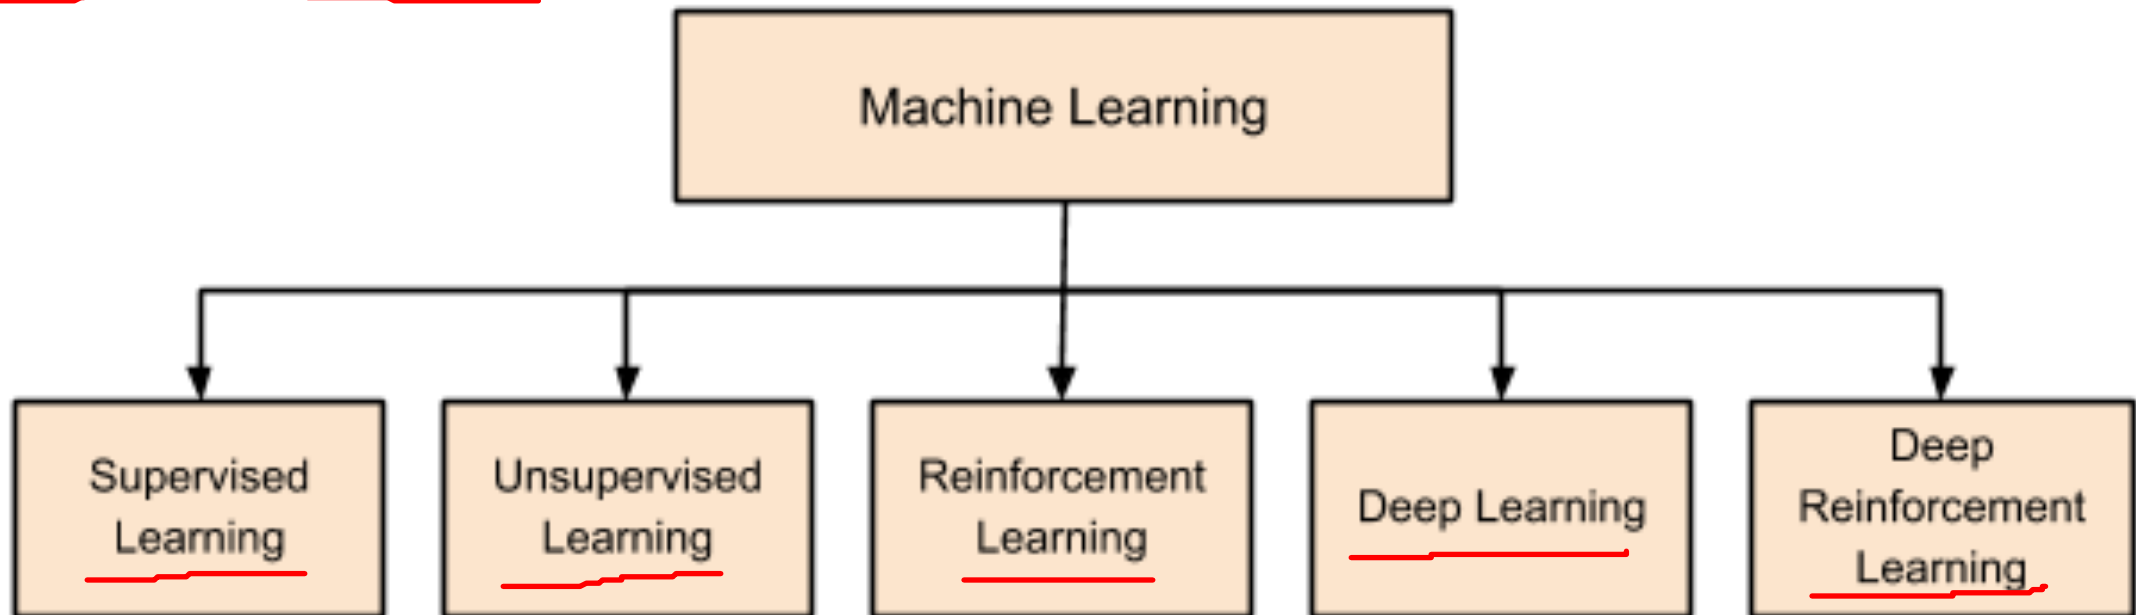 Machine Learning
Supervised
Learning
Unsupervised
Learning
Reinforcement
Learning
Deep Learning
Deep
Reinforcement
Learning